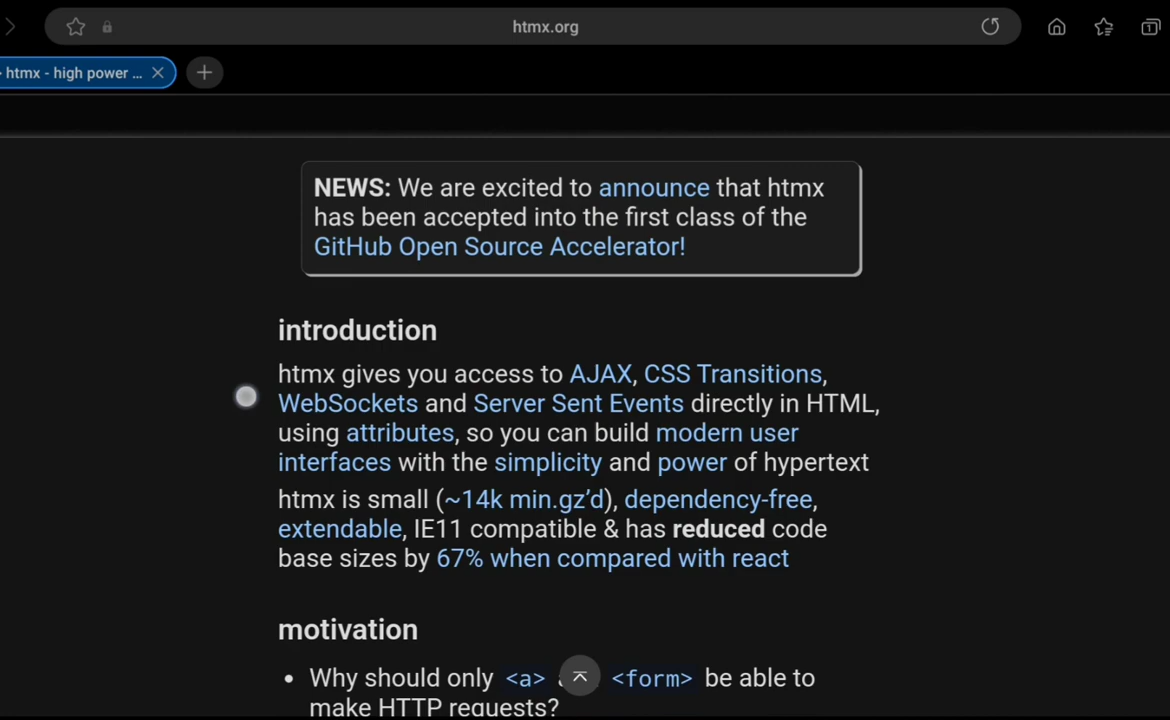 htmx.org
1
htmx - high power ...
NEWS: We are excited to announce that htmx
has been accepted into the first class of the
GitHub Open Source Accelerator!
introduction
htmx gives you access to AJAX, CSS Transitions,
WebSockets and Server Sent Events directly in HTML,
using attributes, so you can build modern user
interfaces with the simplicity and power of hypertext
htmx is small (~14k min.gz’d), dependency-free,
extendable, IE11 compatible & has reduced code
base sizes by 67% when compared with react
motivation
• Why should only <a> <form> be able to
make HTTP requests?